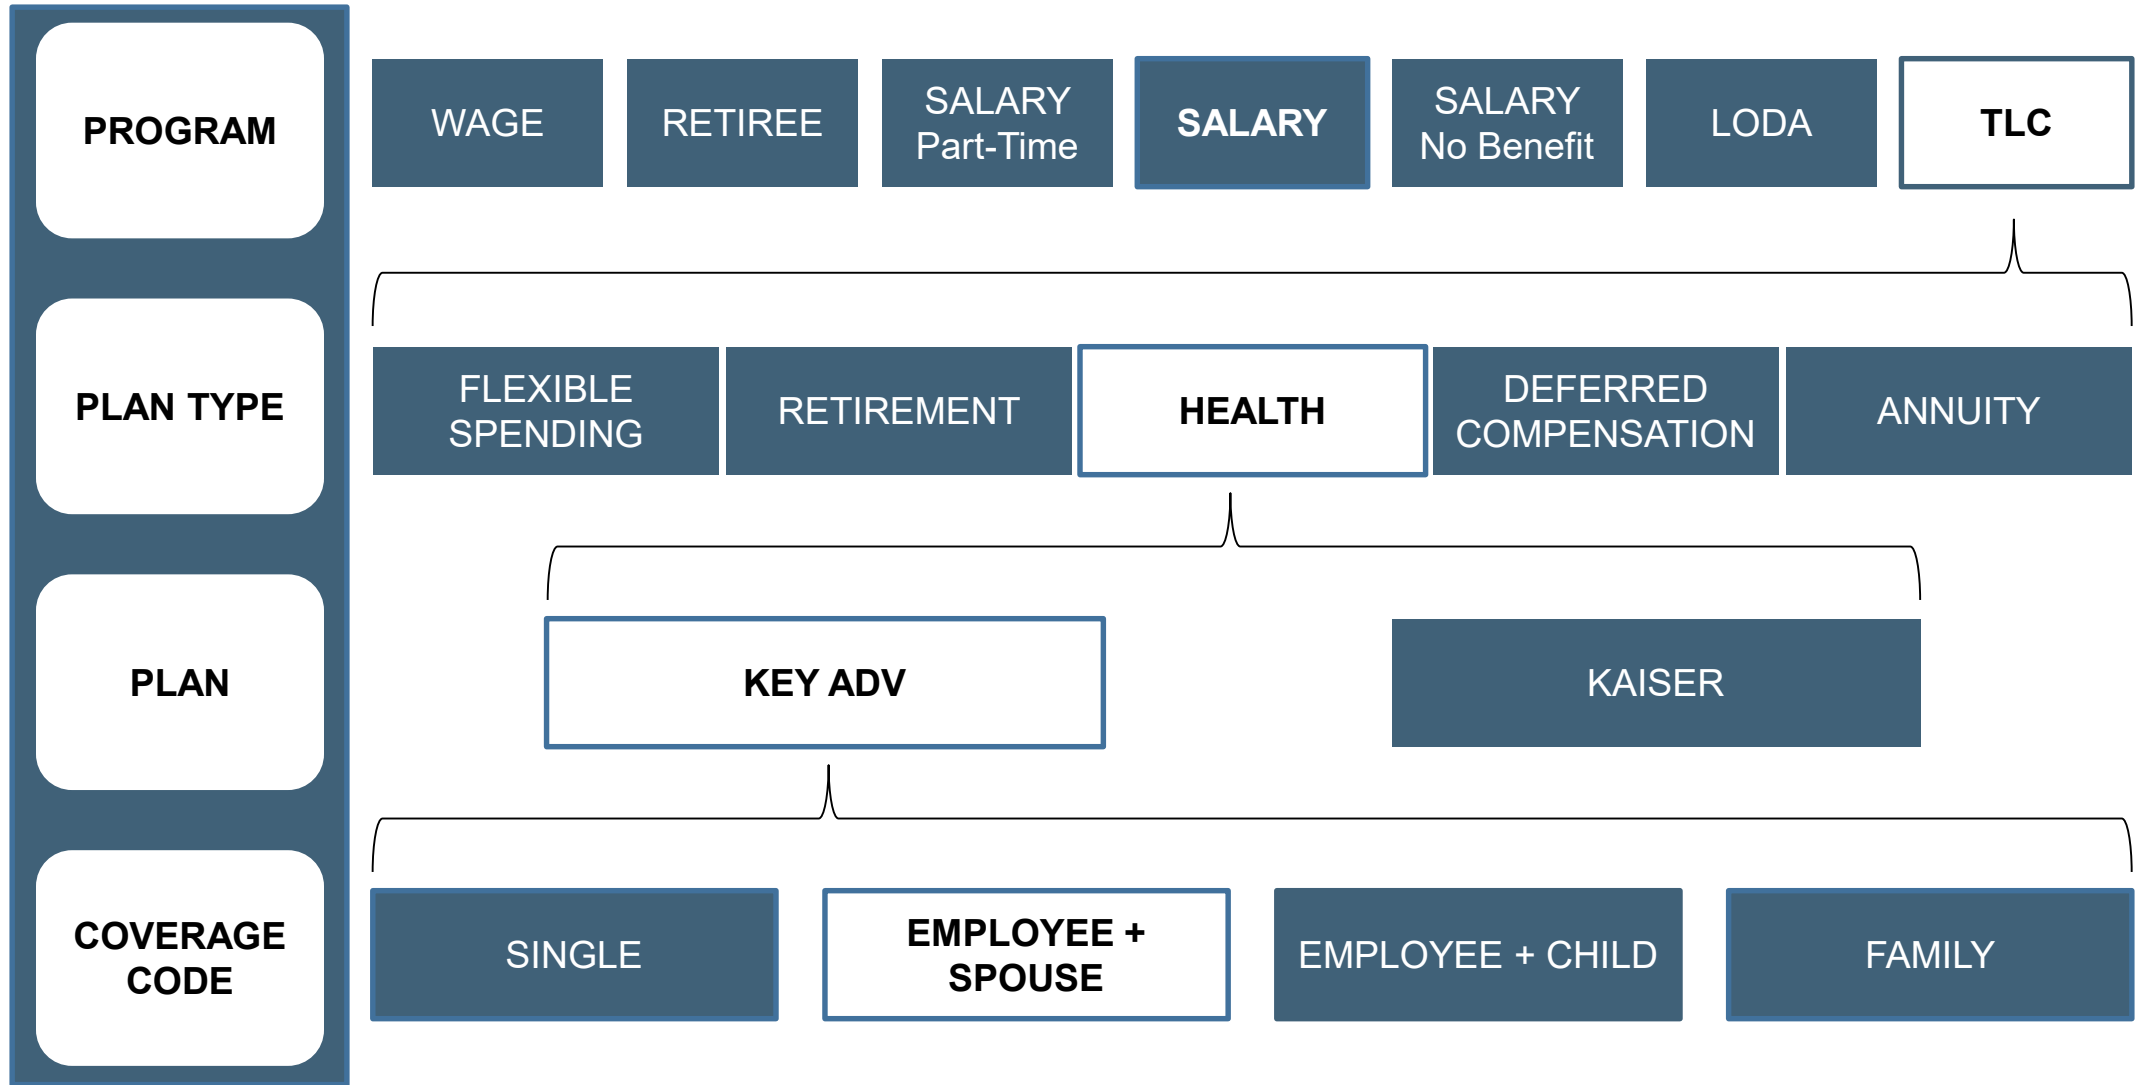 PROGRAM
WAGE
RETIREE
SALARY
Part-Time
SALARY
SALARY
No Benefit
LODA
TLC
PLAN TYPE
FLEXIBLE
SPENDING
RETIREMENT
HEALTH
DEFERRED
COMPENSATION
ANNUITY
PLAN
KEY ADV
KAISER
COVERAGE
CODE
SINGLE
EMPLOYEE +
SPOUSE
EMPLOYEE + CHILD
FAMILY